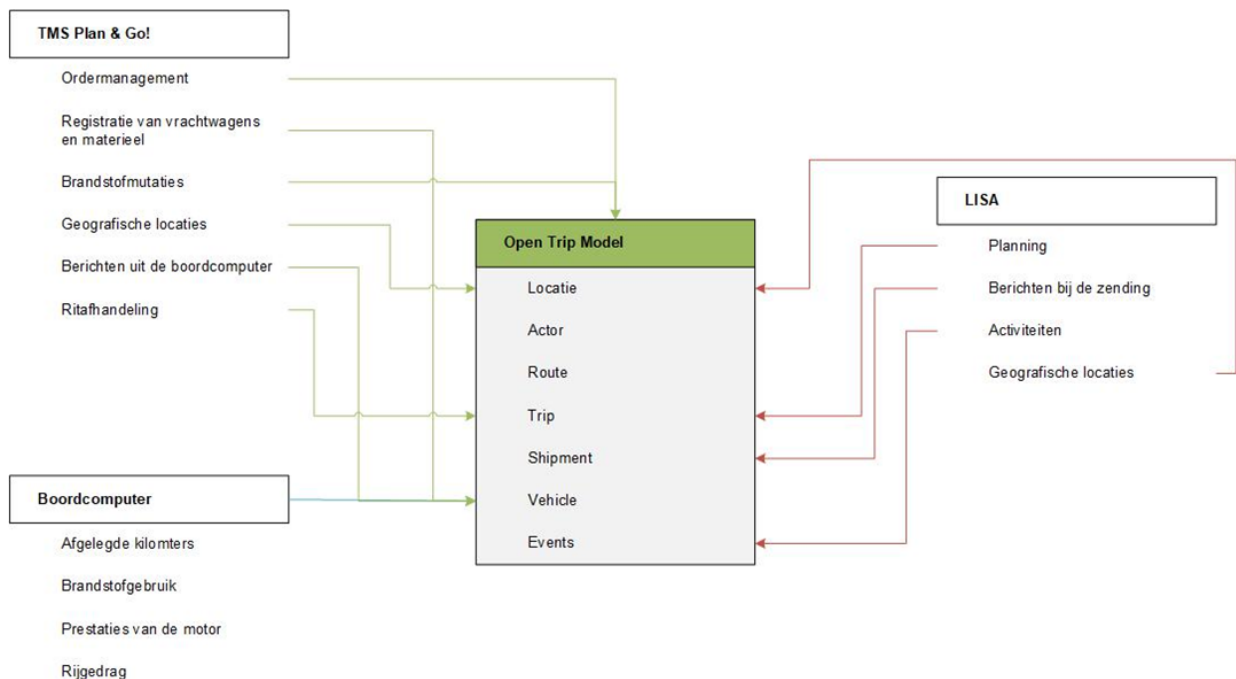 TMS Plan & Go!
Ordermanagement
Registratie van vrachtwagens
en materieel
Brandstofmutaties
Geografische locaties
Berichten uit de boordcomputer
Ritafhandeling
Boordcomputer
Afgelegde kilomters
Brandstofgebruik
Prestaties van de motor
Rijgedrag
Open Trip Model
Locatie
Actor
Route
Trip
Shipment
Vehicle
Events
LISA
Planning
Berichten bij de zending
Activiteiten
Geografische locaties